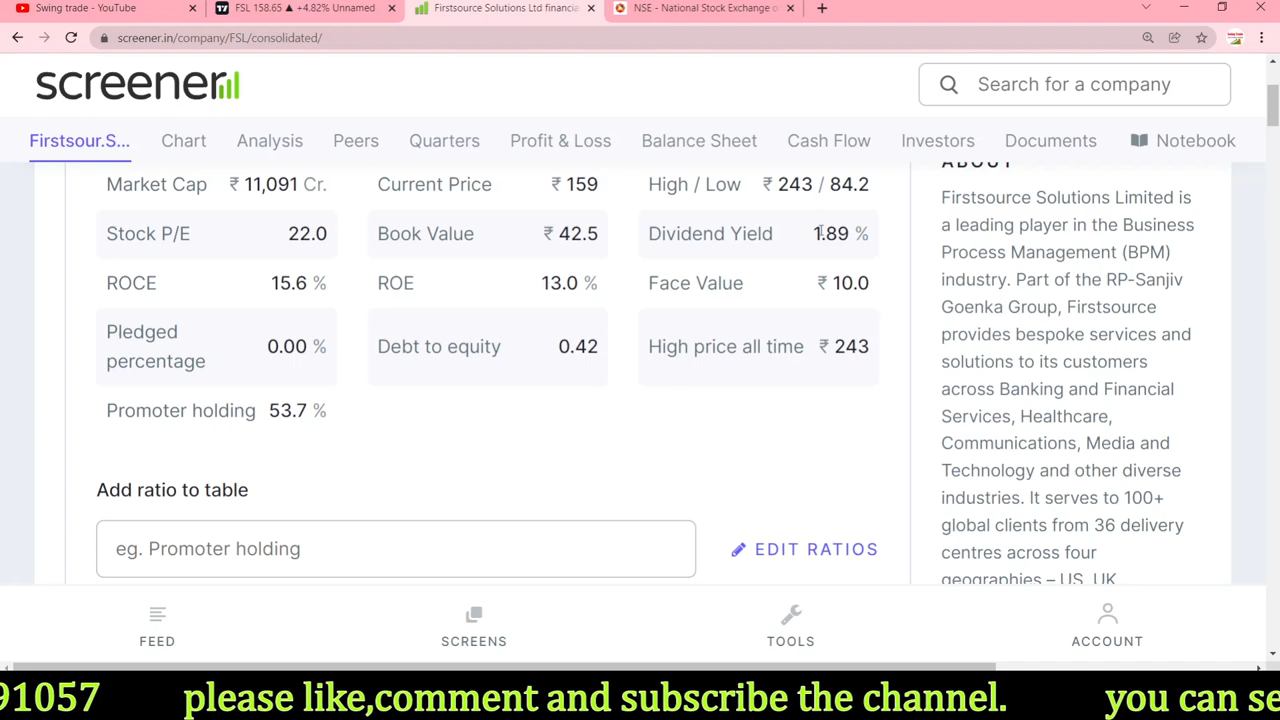 Swing trade - YouTube
FSL 158.65 ▲ +4.82% Unnamed
Firstsource Solutions Ltd financia
NSE - National Stock Exchange o
screener.in/company/FSL/consolidated/
screener
Search for a company
Firstsour.S...
Chart
Analysis
Peers
Quarters
Profit & Loss
Balance Sheet
Cash Flow
Investors
Documents
Notebook
Market Cap ₹ 11,091 Cr.
Current Price ₹ 159
High / Low ₹ 243 / 84.2
Stock P/E 22.0
Book Value ₹ 42.5
Dividend Yield 1.89 %
ROCE 15.6 %
ROE 13.0 %
Face Value ₹ 10.0
Pledged
percentage 0.00 %
Debt to equity 0.42
High price all time ₹ 243
Promoter holding 53.7 %
Add ratio to table
eg. Promoter holding
EDIT RATIOS
ABOUT
Firstsource Solutions Limited is
a leading player in the Business
Process Management (BPM)
industry. Part of the RP-Sanjiv
Goenka Group, Firstsource
provides bespoke services and
solutions to its customers
across Banking and Financial
Services, Healthcare,
Communications, Media and
Technology and other diverse
industries. It serves to 100+
global clients from 36 delivery
centres across four
geographies – US, UK
FEED
SCREENS
TOOLS
ACCOUNT
91057 please like,comment and subscribe the channel. you can se